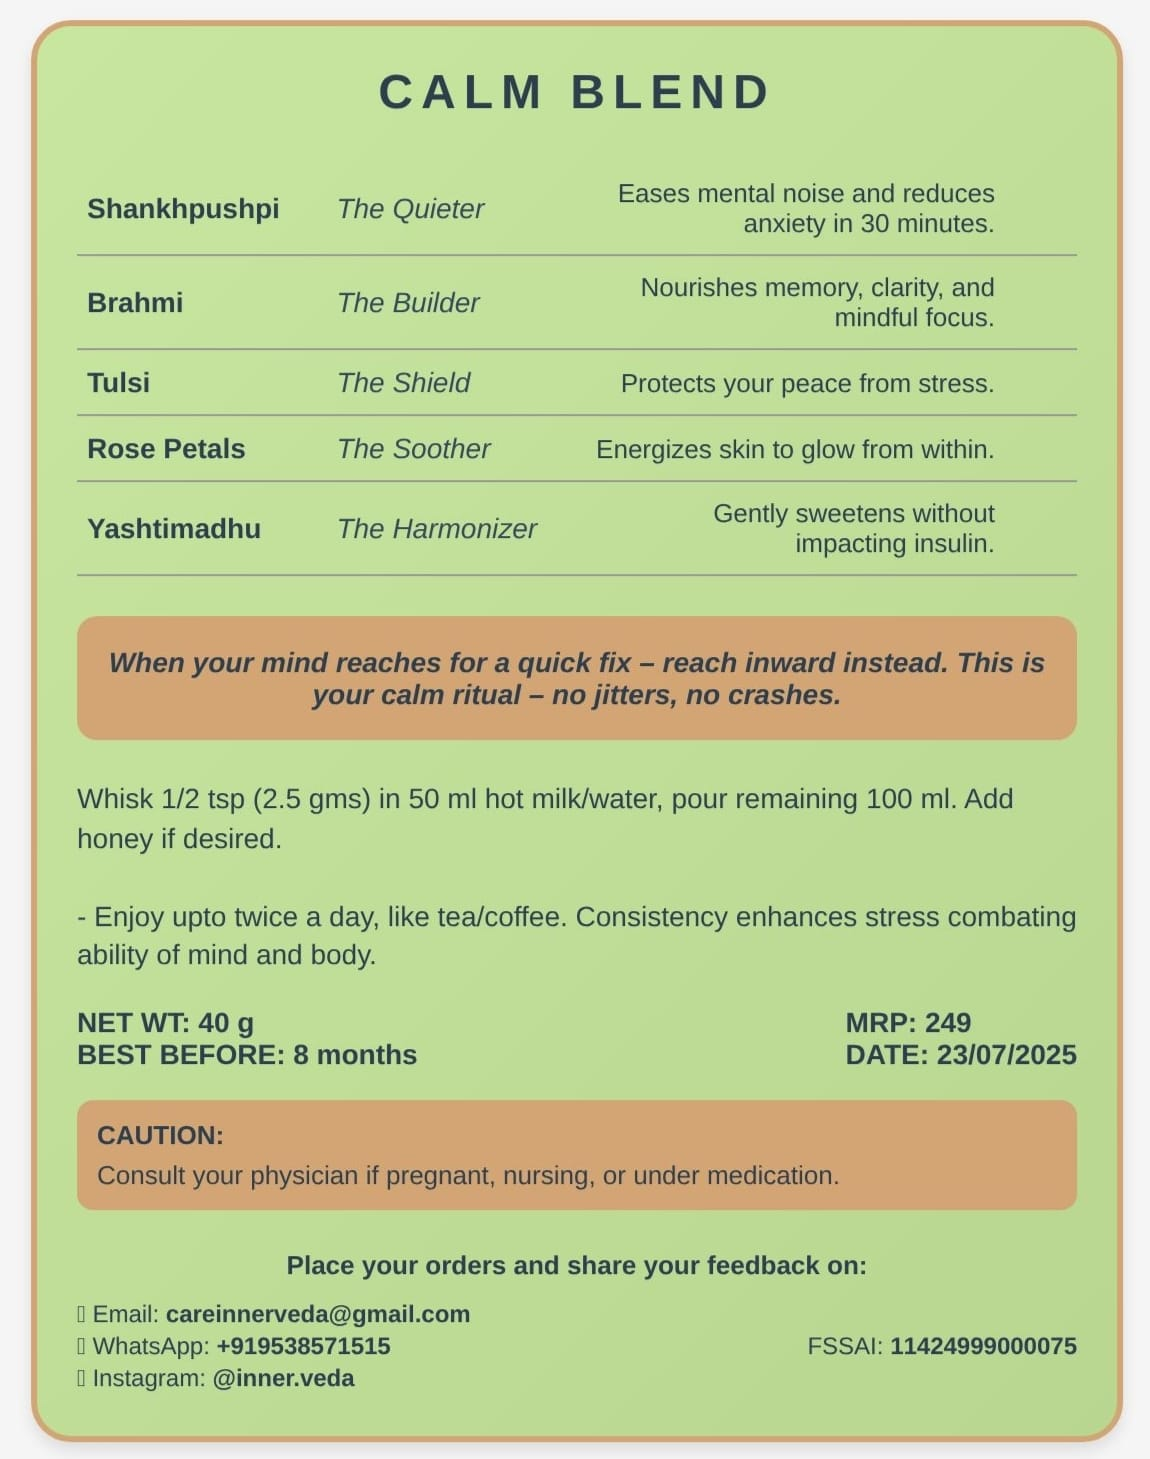 CALM BLEND
Shankhpushpi The Quieter Eases mental noise and reduces
anxiety in 30 minutes.
Brahmi The Builder Nourishes memory, clarity, and
mindful focus.
Tulsi The Shield Protects your peace from stress.
Rose Petals The Soother Energizes skin to glow from within.
Yashtimadhu The Harmonizer Gently sweetens without
impacting insulin.
When your mind reaches for a quick fix – reach inward instead. This is
your calm ritual – no jitters, no crashes.
Whisk 1/2 tsp (2.5 gms) in 50 ml hot milk/water, pour remaining 100 ml. Add
honey if desired.
- Enjoy upto twice a day, like tea/coffee. Consistency enhances stress combating
ability of mind and body.
NET WT: 40 g MRP: 249
BEST BEFORE: 8 months DATE: 23/07/2025
CAUTION:
Consult your physician if pregnant, nursing, or under medication.
Place your orders and share your feedback on:
Email: careinnerveda@gmail.com
WhatsApp: +919538571515 FSSAI: 11424999000075
Instagram: @inner.veda